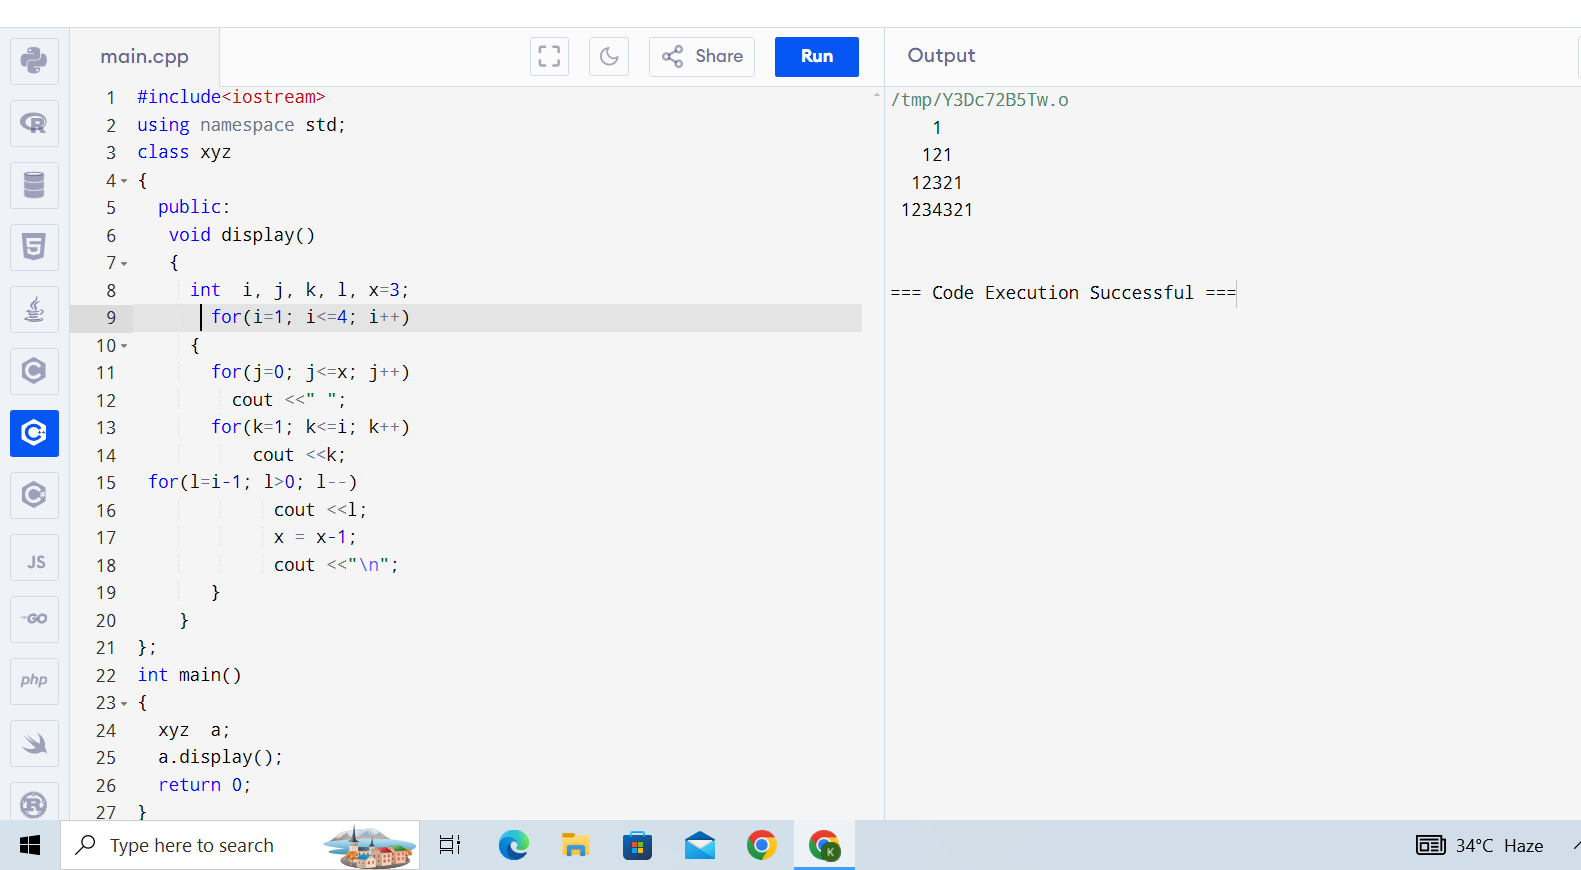 main.cpp
Share
Run
Output
1 #include<iostream>
2 using namespace std;
3 class xyz
4 {
5 public:
6 void display()
7 {
8 int  i, j, k, l, x=3;
9 for(i=1; i<=4; i++)
10 {
11 for(j=0; j<=x; j++)
12 cout <<" ";
13 for(k=1; k<=i; k++)
14 cout <<k;
15 for(l=i-1; l>0; l--)
16 cout <<l;
17 x = x-1;
18 cout <<"\n";
19 }
20 }
21 };
22 int main()
23 {
24 xyz  a;
25 a.display();
26 return 0;
27 }
/tmp/Y3Dc72B5Tw.o
1
121
12321
1234321
=== Code Execution Successful ===
R
5
C
C
C
JS
GO
php
R
Type here to search
K
34°C Haze